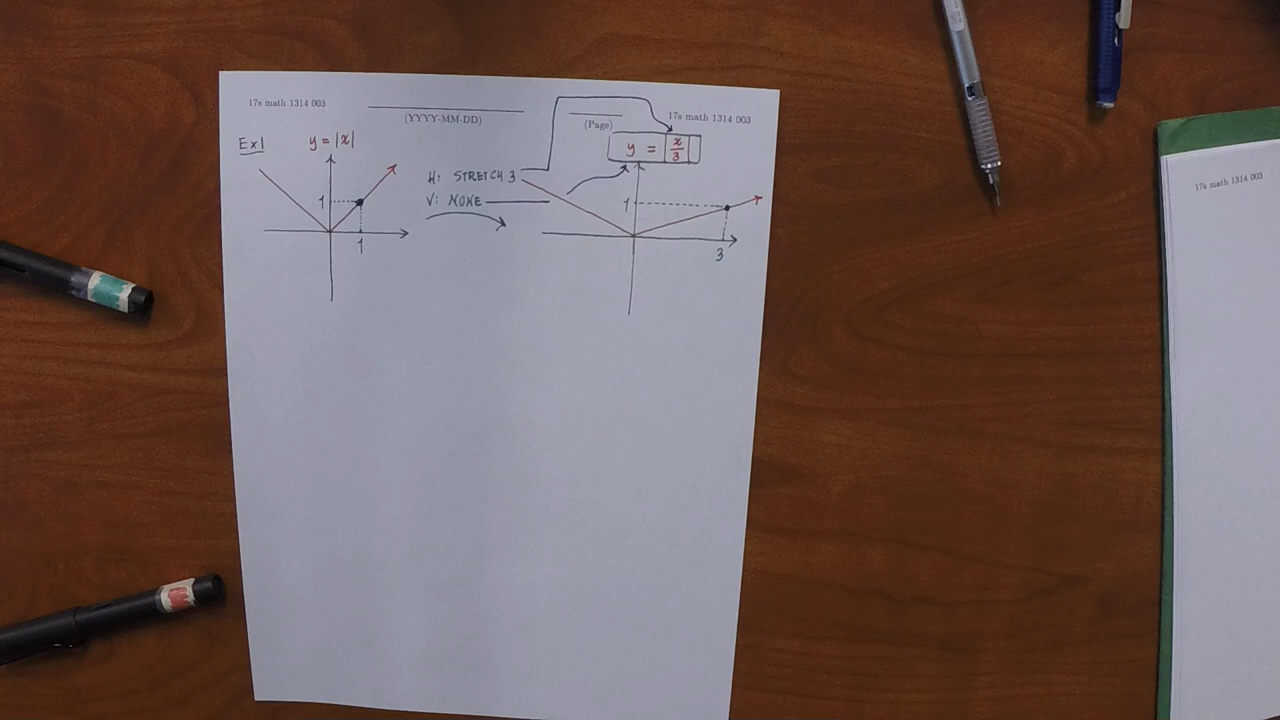 17s math 1314 003
(YYYY-MM-DD)
(Page)
17s math 1314 003
Ex1
y = |x|
1
1
H: STRETCH 3
V: NONE
y = |x/3|
1
3
17s math 1314 003